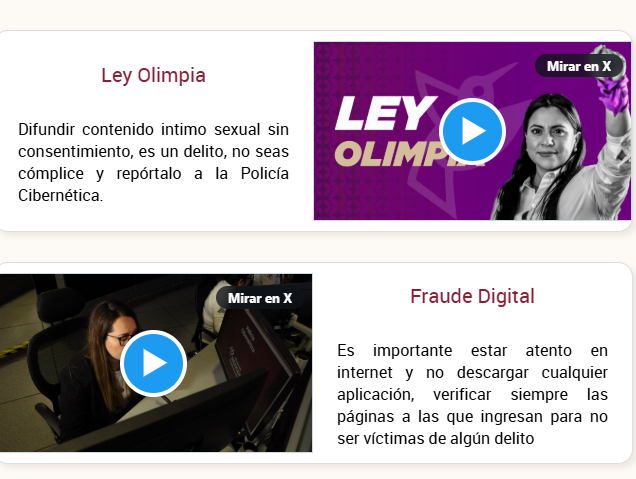 Ley Olimpia
Difundir contenido intimo sexual sin
consentimiento, es un delito, no seas
cómplice y repórtalo a la Policía
Cibernética.
Mirar en X
LEY
OLIMPIA
Mirar en X
Fraude Digital
Es importante estar atento en
internet y no descargar cualquier
aplicación, verificar siempre las
páginas a las que ingresan para no
ser víctimas de algún delito